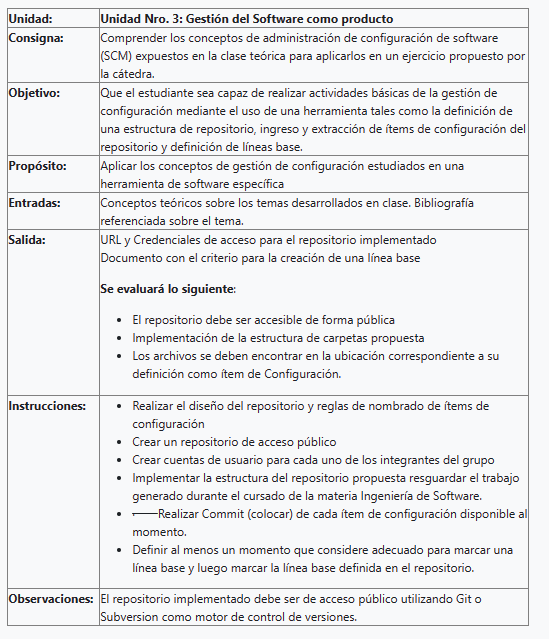 Unidad: Unidad Nro. 3: Gestión del Software como producto
Consigna: Comprender los conceptos de administración de configuración de software
(SCM) expuestos en la clase teórica para aplicarlos en un ejercicio propuesto por
la cátedra.
Objetivo: Que el estudiante sea capaz de realizar actividades básicas de la gestión de
configuración mediante el uso de una herramienta tales como la definición de
una estructura de repositorio, ingreso y extracción de ítems de configuración del
repositorio y definición de líneas base.
Propósito: Aplicar los conceptos de gestión de configuración estudiados en una
herramienta de software específica
Entradas: Conceptos teóricos sobre los temas desarrollados en clase. Bibliografía
referenciada sobre el tema.
Salida: URL y Credenciales de acceso para el repositorio implementado
Documento con el criterio para la creación de una línea base
Se evaluará lo siguiente:
• El repositorio debe ser accesible de forma pública
• Implementación de la estructura de carpetas propuesta
• Los archivos se deben encontrar en la ubicación correspondiente a su
definición como ítem de Configuración.
Instrucciones: • Realizar el diseño del repositorio y reglas de nombrado de ítems de
configuración
• Crear un repositorio de acceso público
• Crear cuentas de usuario para cada uno de los integrantes del grupo
• Implementar la estructura del repositorio propuesta resguardar el trabajo
generado durante el cursado de la materia Ingeniería de Software.
• Realizar Commit (colocar) de cada ítem de configuración disponible al
momento.
• Definir al menos un momento que considere adecuado para marcar una
línea base y luego marcar la línea base definida en el repositorio.
Observaciones: El repositorio implementado debe ser de acceso público utilizando Git o
Subversion como motor de control de versiones.